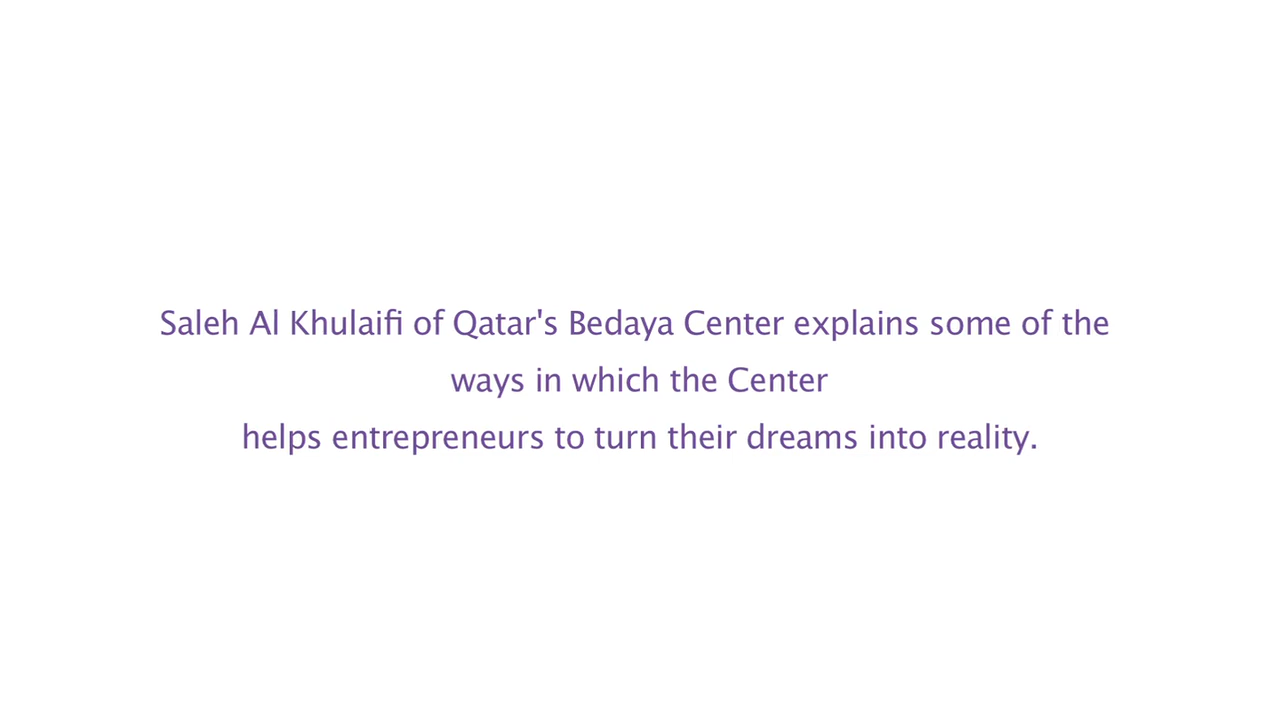 Saleh Al Khulaifi of Qatar's Bedaya Center explains some of the
ways in which the Center
helps entrepreneurs to turn their dreams into reality.